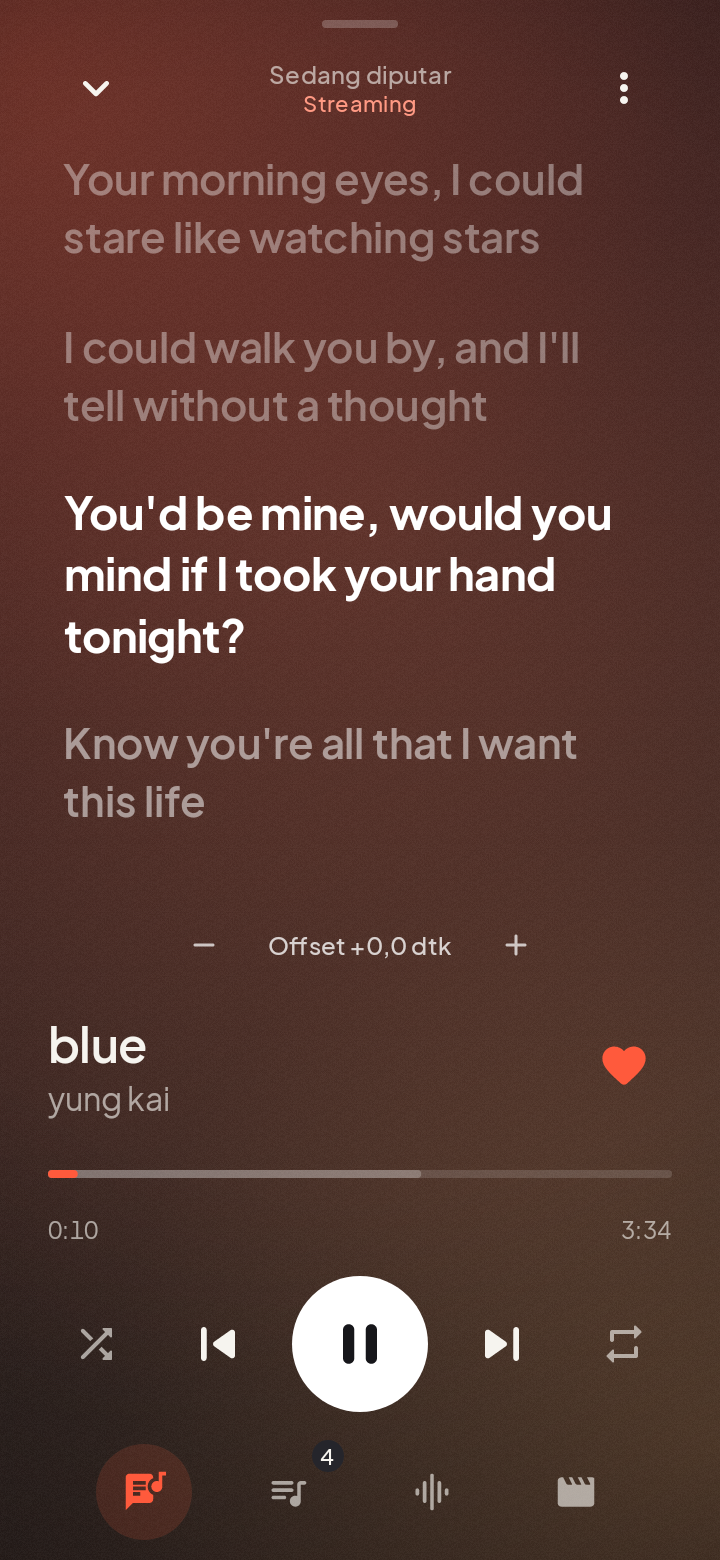 Sedang diputar
Streaming
Your morning eyes, I could
stare like watching stars
I could walk you by, and I'll
tell without a thought
You'd be mine, would you
mind if I took your hand
tonight?
Know you're all that I want
this life
Offset +0,0 dtk
blue
yung kai
0:10
3:34
4